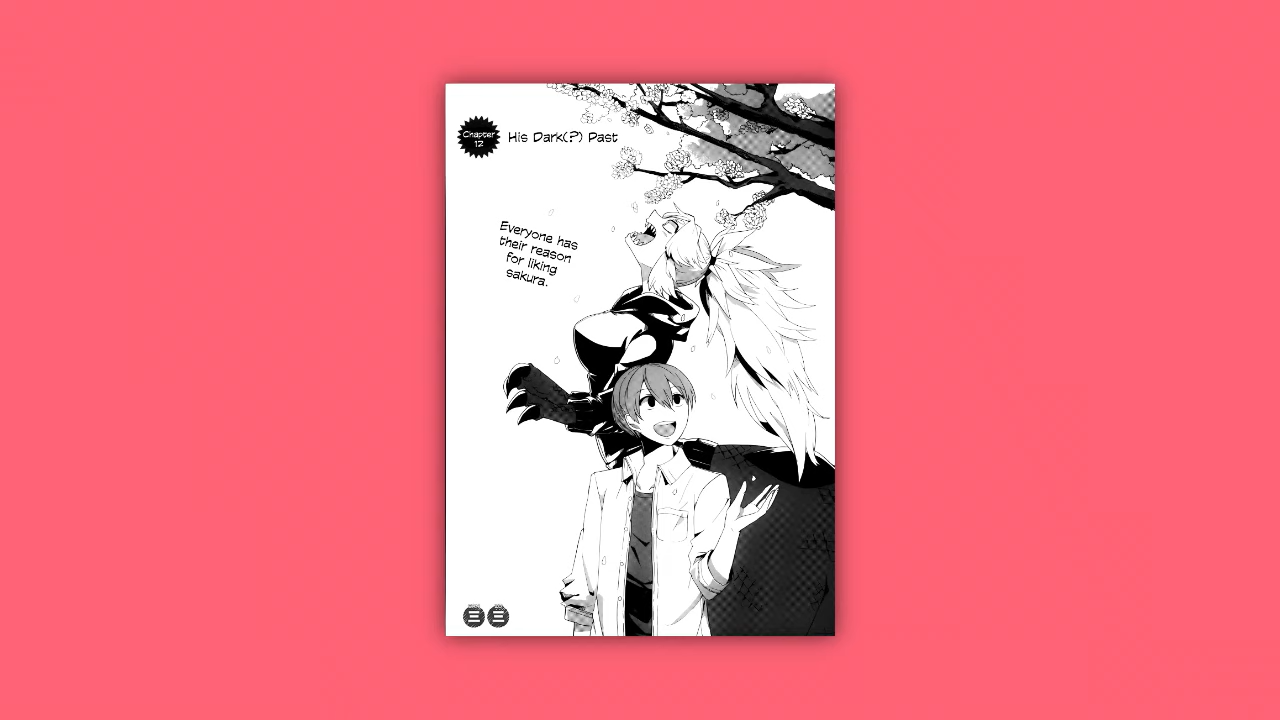 Chapter
12
His Dark(?) Past
Everyone has
their reason
for liking
sakura.